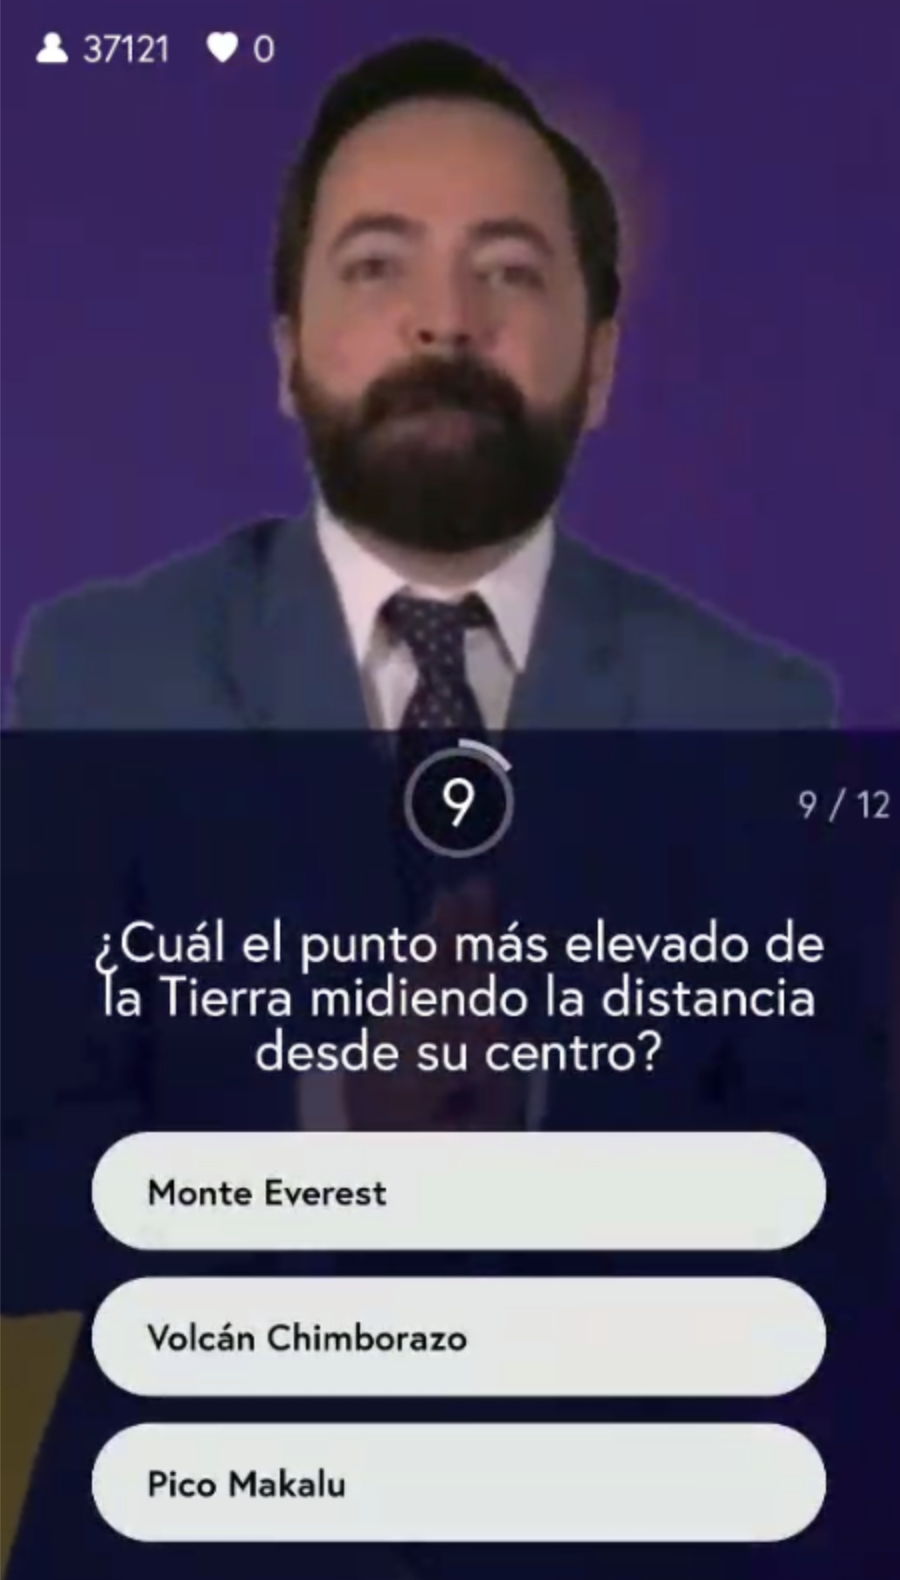 37121 0
9
9 / 12
¿Cuál el punto más elevado de
la Tierra midiendo la distancia
desde su centro?
Monte Everest
Volcán Chimborazo
Pico Makalu